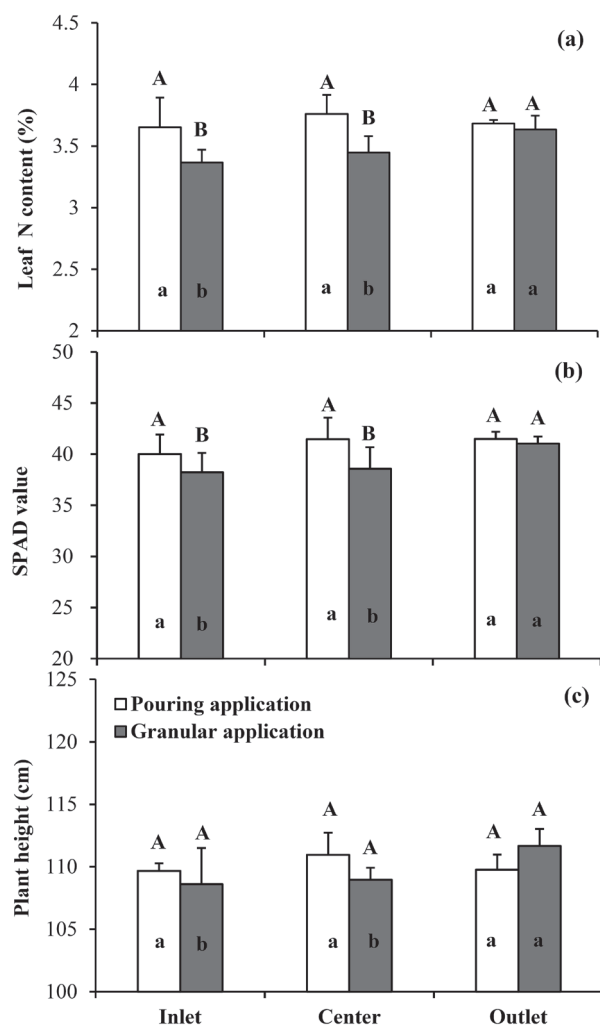 4.5
(a)
A
A
A
A
4
B
B
3.5
3
2.5
a
b
a
b
a
a
2
Leaf N content (%)
50
(b)
45
A
A
B
A
B
A
40
35
30
25
a
b
a
b
a
a
20
SPAD value
125
(c)
Pouring application
Granular application
120
115
A
A
A
A
A
A
110
105
a
b
a
b
a
a
100
Plant height (cm)
Inlet
Center
Outlet